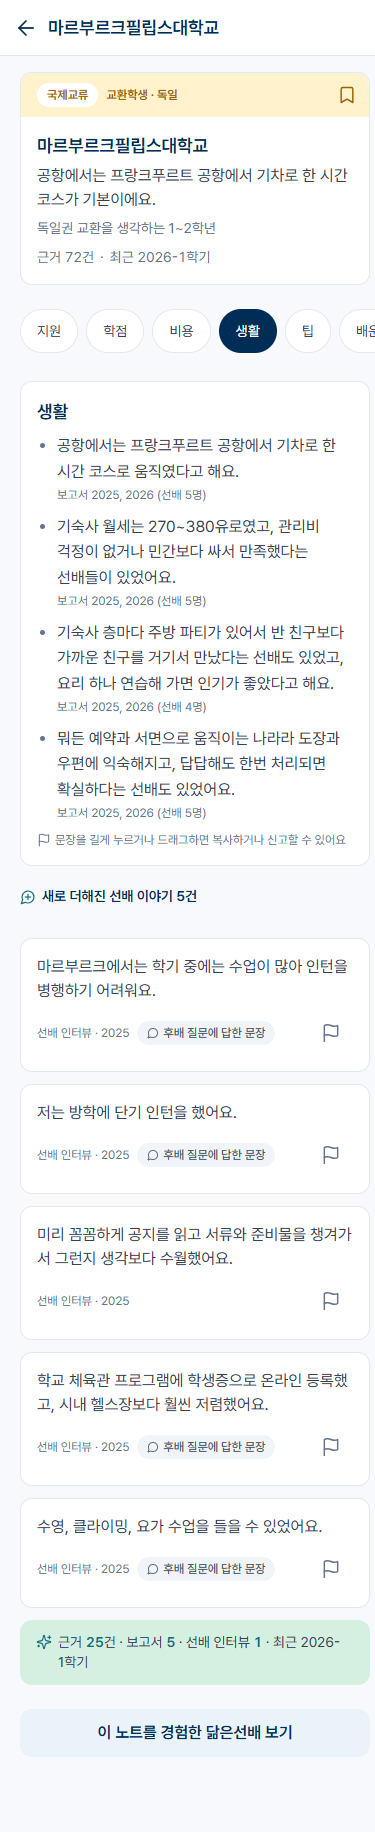 마르부르크필립스대학교
국제교류 교환학생 · 독일
마르부르크필립스대학교
공항에서는 프랑크푸르트 공항에서 기차로 한 시간
코스가 기본이에요.
독일권 교환을 생각하는 1~2학년
근거 72건 · 최근 2026-1학기
지원 학점 비용 생활 팁 배운
생활
• 공항에서는 프랑크푸르트 공항에서 기차로 한
시간 코스로 움직였다고 해요.
보고서 2025, 2026 (선배 5명)
• 기숙사 월세는 270~380유로였고, 관리비
걱정이 없거나 민간보다 싸서 만족했다는
선배들이 있었어요.
보고서 2025, 2026 (선배 5명)
• 기숙사 층마다 주방 파티가 있어서 반 친구보다
가까운 친구를 거기서 만났다는 선배도 있었고,
요리 하나 연습해 가면 인기가 좋았다고 해요.
보고서 2025, 2026 (선배 4명)
• 뭐든 예약과 서면으로 움직이는 나라라 도장과
우편에 익숙해지고, 답답해도 한번 처리되면
확실하다는 선배도 있었어요.
보고서 2025, 2026 (선배 5명)
문장을 길게 누르거나 드래그하면 복사하거나 신고할 수 있어요
새로 더해진 선배 이야기 5건
마르부르크에서는 학기 중에는 수업이 많아 인턴을
병행하기 어려워요.
선배 인터뷰 · 2025 후배 질문에 답한 문장
저는 방학에 단기 인턴을 했어요.
선배 인터뷰 · 2025 후배 질문에 답한 문장
미리 꼼꼼하게 공지를 읽고 서류와 준비물을 챙겨가
서 그런지 생각보다 수월했어요.
선배 인터뷰 · 2025
학교 체육관 프로그램에 학생증으로 온라인 등록했
고, 시내 헬스장보다 훨씬 저렴했어요.
선배 인터뷰 · 2025 후배 질문에 답한 문장
수영, 클라이밍, 요가 수업을 들을 수 있었어요.
선배 인터뷰 · 2025 후배 질문에 답한 문장
근거 25건 · 보고서 5 · 선배 인터뷰 1 · 최근 2026-
1학기
이 노트를 경험한 닮은선배 보기